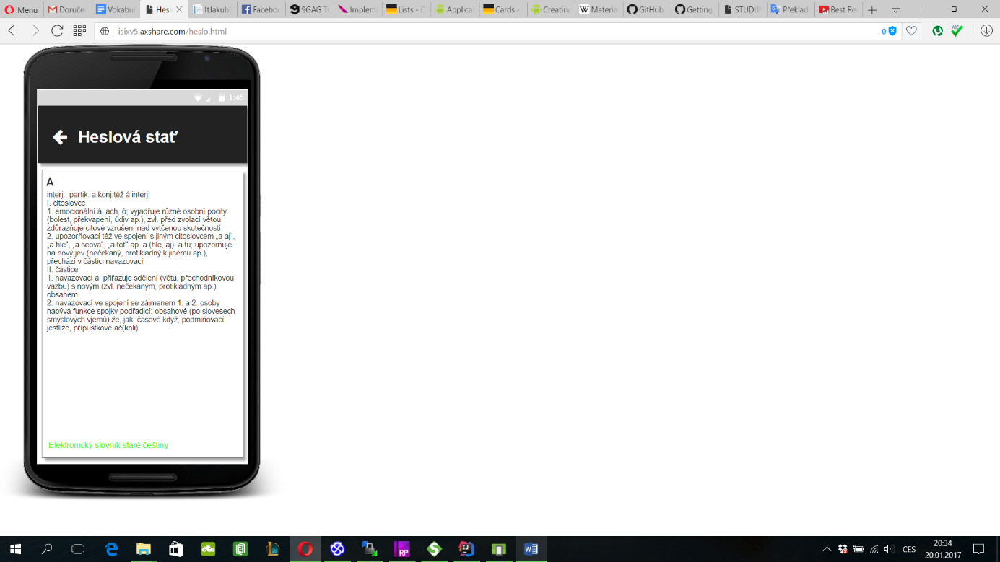 Menu
Doruče
Vokabul
Heslo
ItJakubS
Faceboo
9GAG T
Implem
Lists - C
Applicat
Cards -
Creating
Materia
GitHub
Getting
STUDIJN
Překlad
Best Re
isixv5.axshare.com/heslo.html
0
1:45
Heslová stať
A
interj., partik. a konj.též á interj.
I. citoslovce
1. emocionální á, ach, ó; vyjadřuje různé osobní pocity
(bolest, překvapení, údiv ap.), zvl. před zvolací větou
zdůrazňuje citové vzrušení nad vytčenou skutečností
2. upozorňovací též ve spojení s jiným citoslovcem „a aj“,
„a hle“, „a seova“, „a tot“ ap. a (hle, aj), a tu; upozorňuje
na nový jev (nečekaný, protikladný k jinému ap.),
přechází v částici navazovací
II. částice
1. navazovací a; přiřazuje sdělení (větu, přechodníkovou
vazbu) s novým (zvl. nečekaným, protikladným ap.)
obsahem
2. navazovací ve spojení se zájmenem 1. a 2. osoby
nabývá funkce spojky podřadicí: obsahové (po slovesech
smyslových vjemů) že, jak, časové když, podmiňovací
jestliže, přípustkové ač(koli)
Elektronický slovník staré češtiny
RP
CES
20:34
20.01.2017